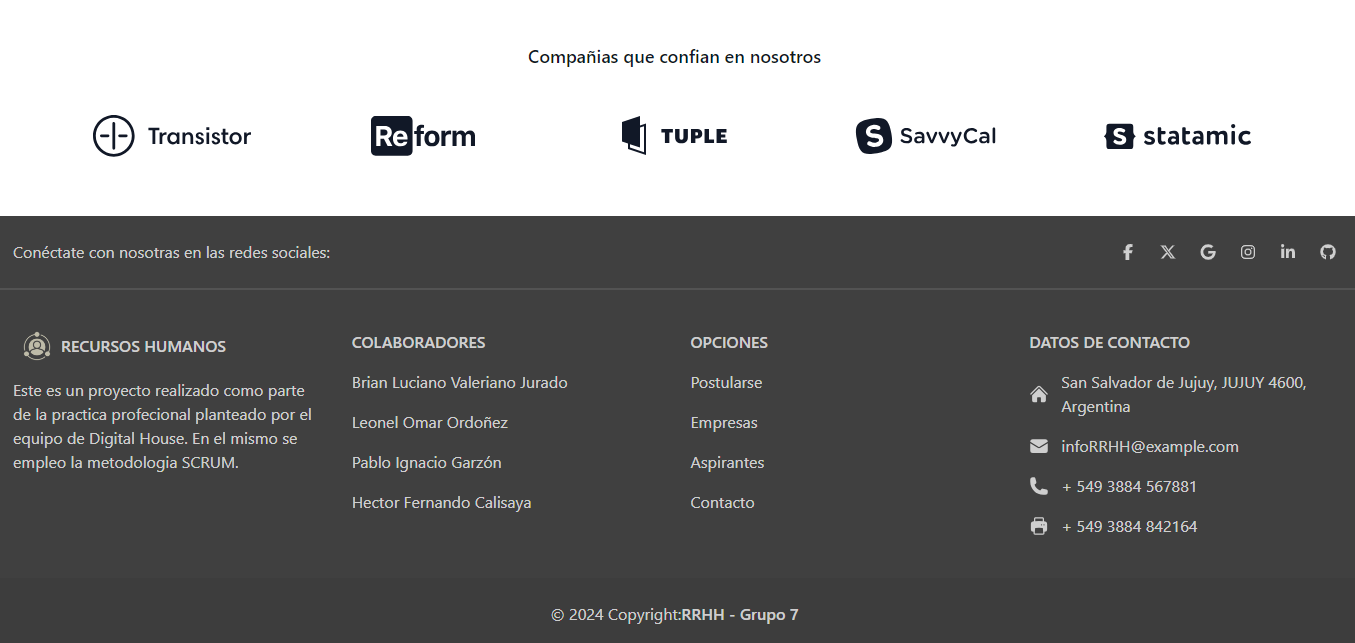 Compañias que confian en nosotros
Transistor
Reform
TUPLE
S SavvyCal
S statamic
Conéctate con nosotras en las redes sociales:
RECURSOS HUMANOS
Este es un proyecto realizado como parte
de la practica profecional planteado por el
equipo de Digital House. En el mismo se
empleo la metodologia SCRUM.
COLABORADORES
Brian Luciano Valeriano Jurado
Leonel Omar Ordoñez
Pablo Ignacio Garzón
Hector Fernando Calisaya
OPCIONES
Postularse
Empresas
Aspirantes
Contacto
DATOS DE CONTACTO
San Salvador de Jujuy, JUJUY 4600,
Argentina
infoRRHH@example.com
+ 549 3884 567881
+ 549 3884 842164
© 2024 Copyright:RRHH - Grupo 7